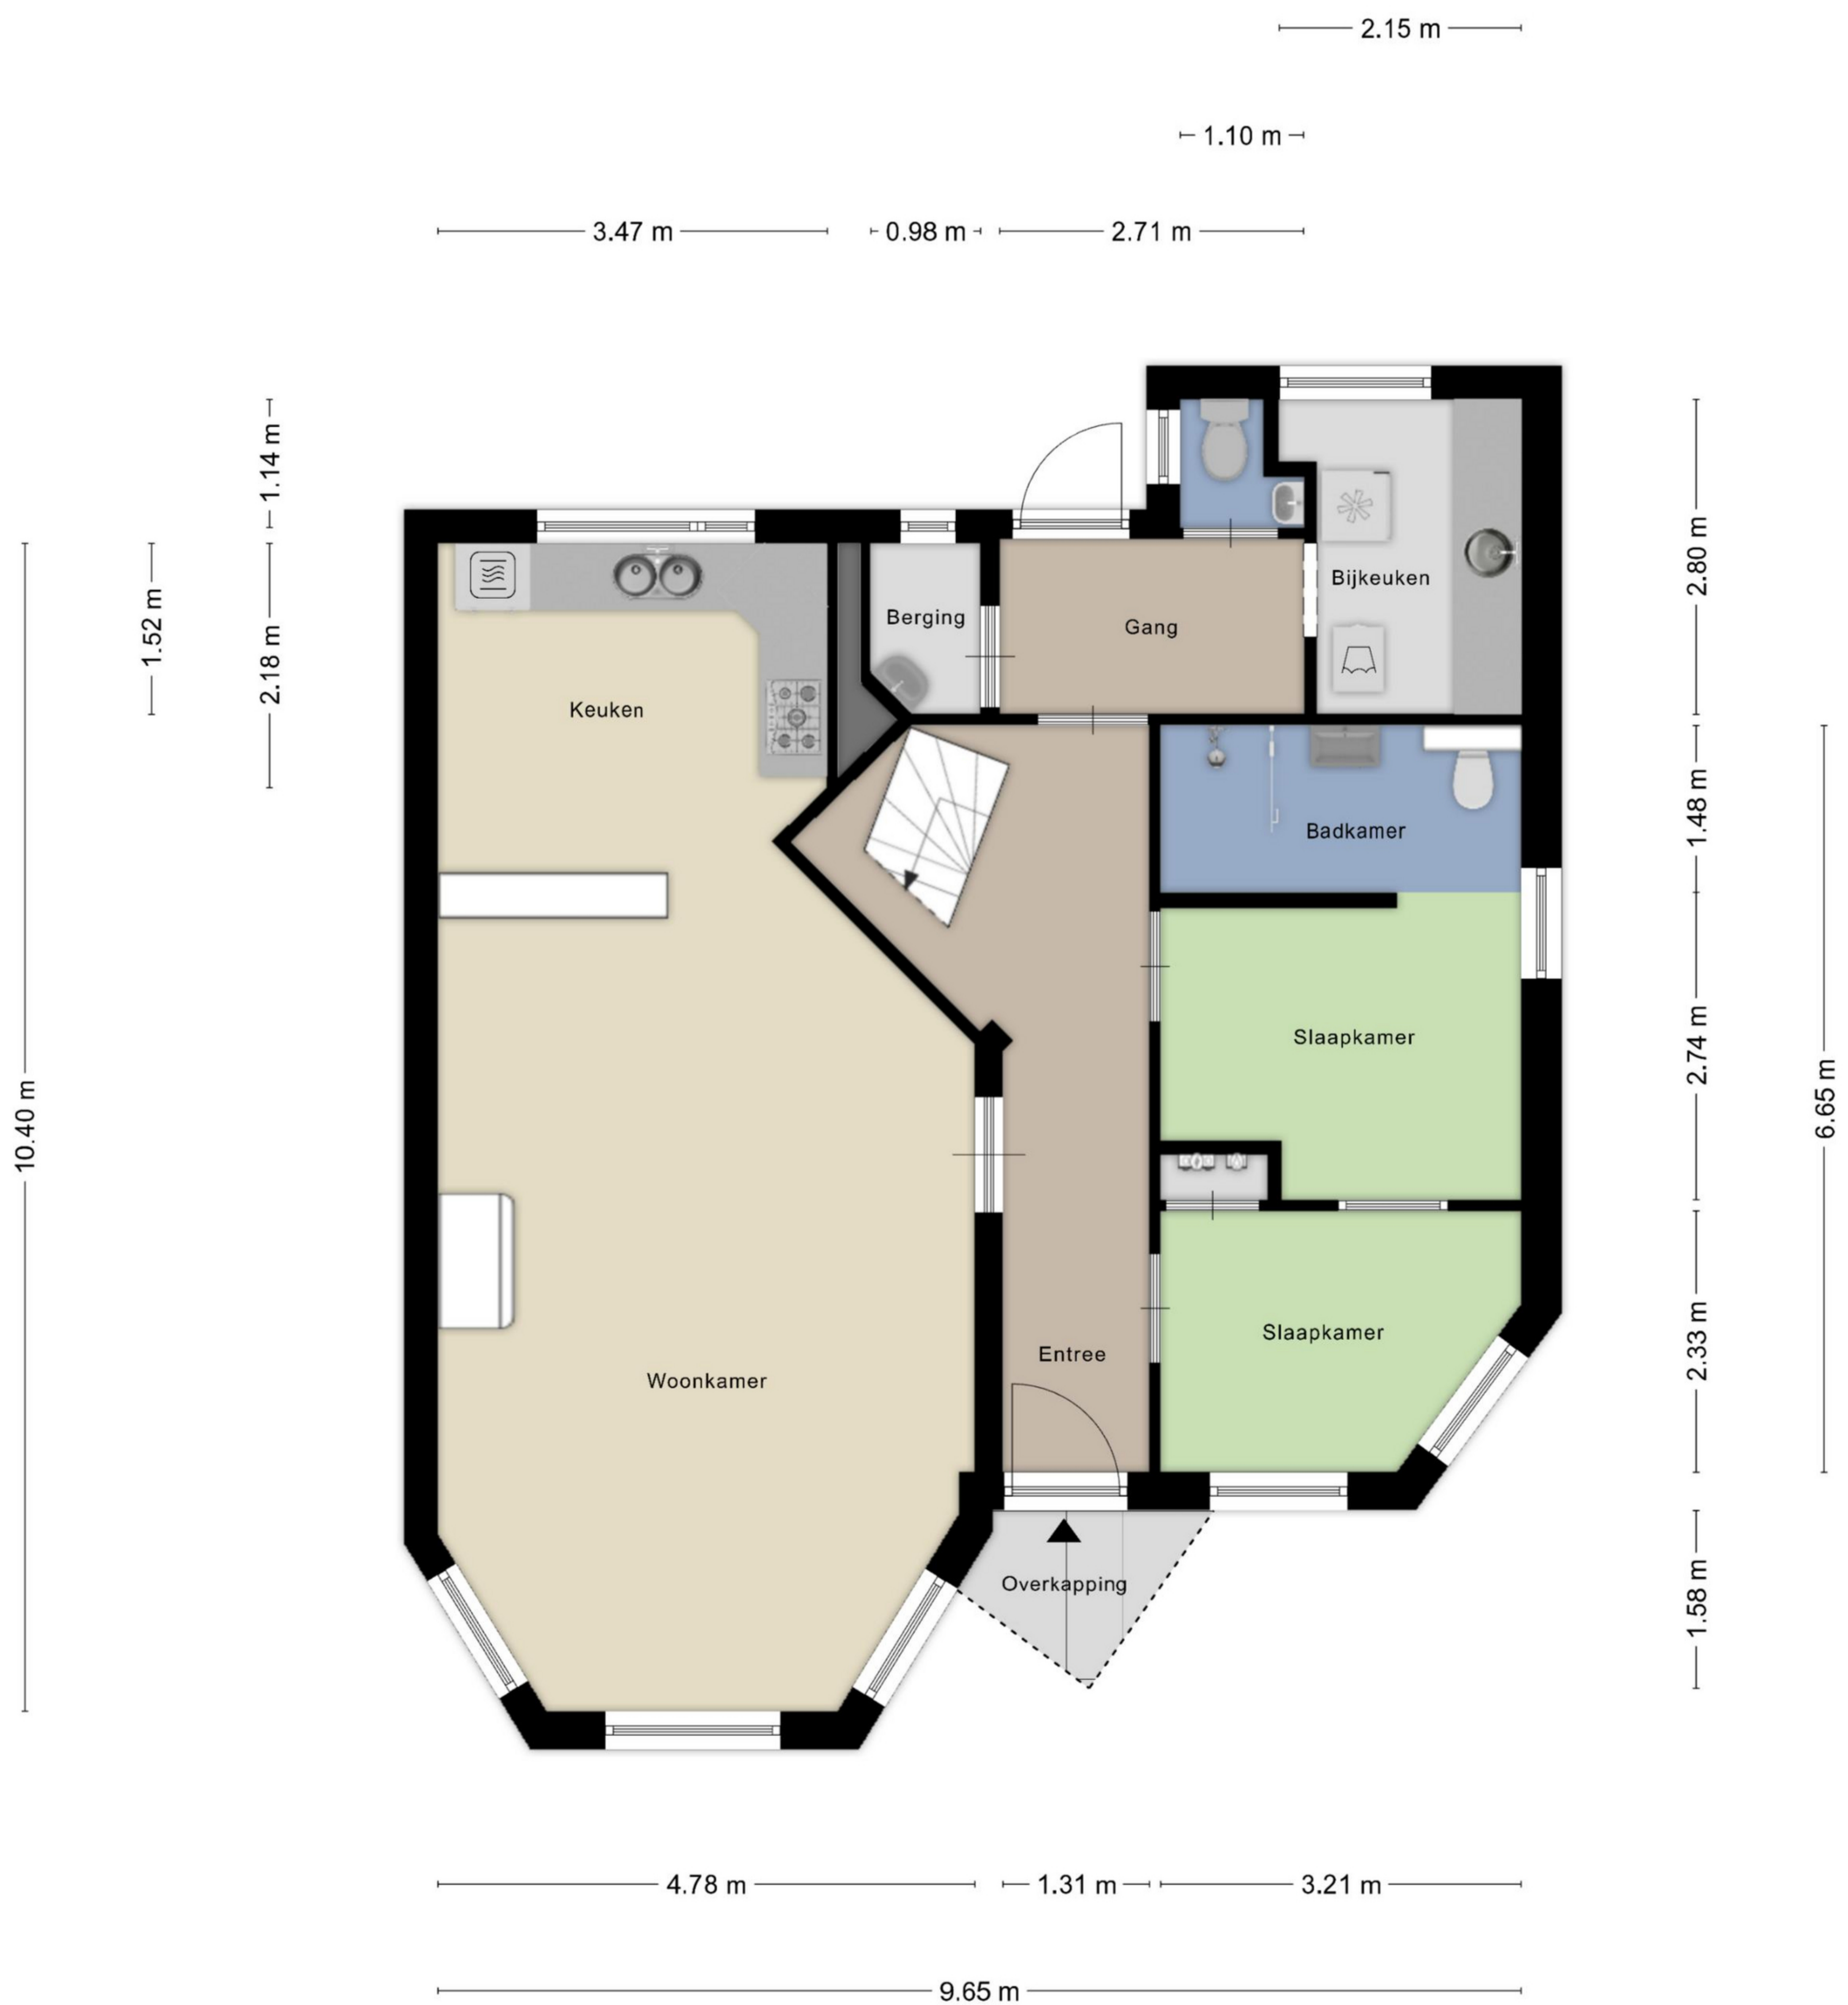 2.15 m
1.10 m
3.47 m
0.98 m
2.71 m
1.14 m
1.52 m
2.18 m
2.80 m
Bijkeuken
Berging
Gang
Keuken
1.48 m
Badkamer
2.74 m
Slaapkamer
10.40 m
6.65 m
2.33 m
Slaapkamer
Entree
Woonkamer
Overkapping
1.58 m
4.78 m
1.31 m
3.21 m
9.65 m